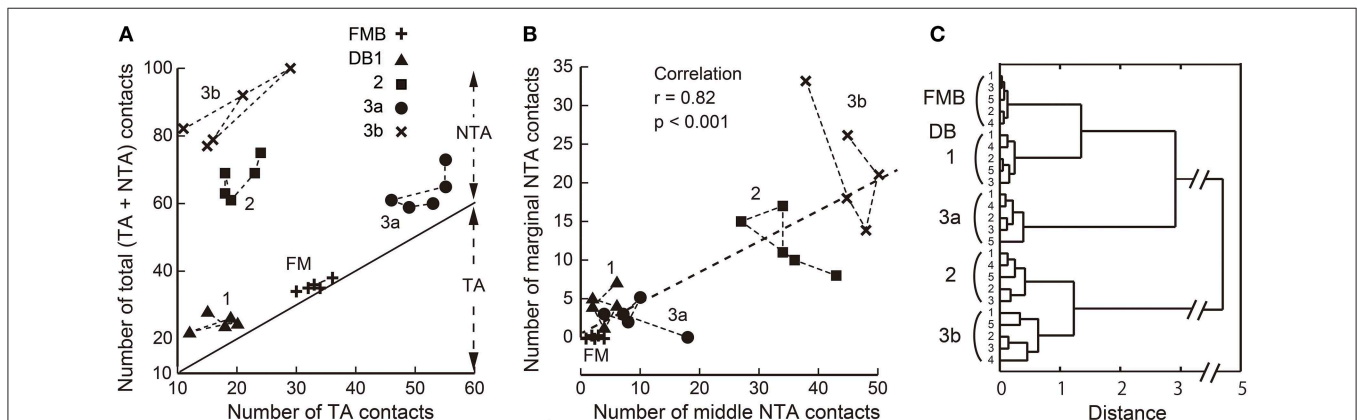 A
FMB
DB1
2
3a
3b
Number of total (TA + NTA) contacts
100
80
60
40
20
10
3b
2
3a
FM
1
NTA
TA
10 20 30 40 50 60
Number of TA contacts
B
Number of marginal NTA contacts
35
30
25
20
15
10
5
0
Correlation
r = 0.82
p < 0.001
3b
2
1
3a
FM
0 10 20 30 40 50
Number of middle NTA contacts
C
FMB
1
3
5
2
4
DB
1
1
4
2
5
3
3a
1
4
2
3
5
2
1
4
5
2
3
3b
1
5
2
3
4
0 1 2 3 5
Distance